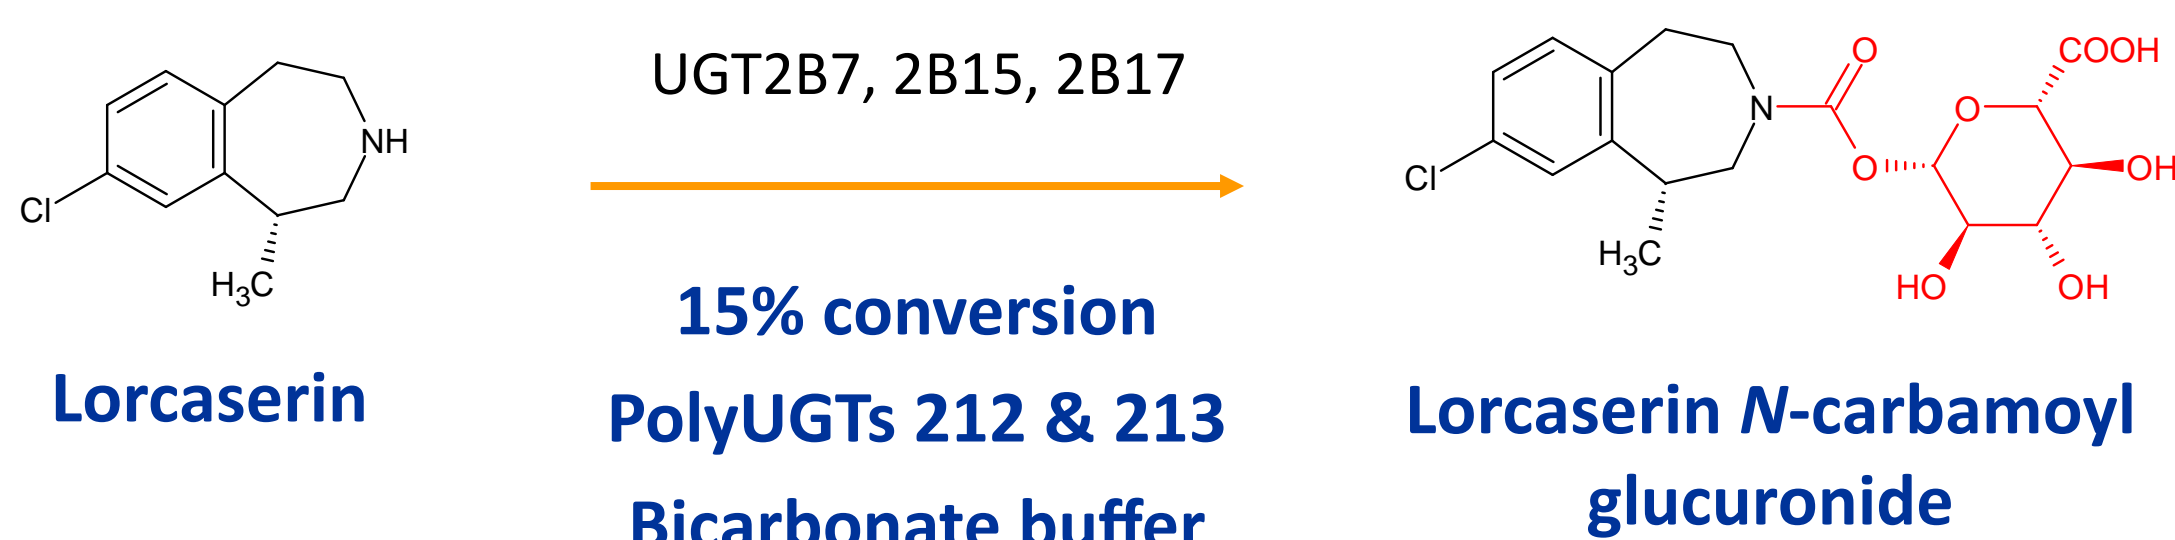 UGT2B7, 2B15, 2B17
15% conversion
PolyUGTs 212 & 213
Bicarbonate buffer
Cl
NH
H3C
Lorcaserin
Cl
H3C
N
O
O
O
COOH
OH
OH
HO
Lorcaserin N-carbamoyl
glucuronide